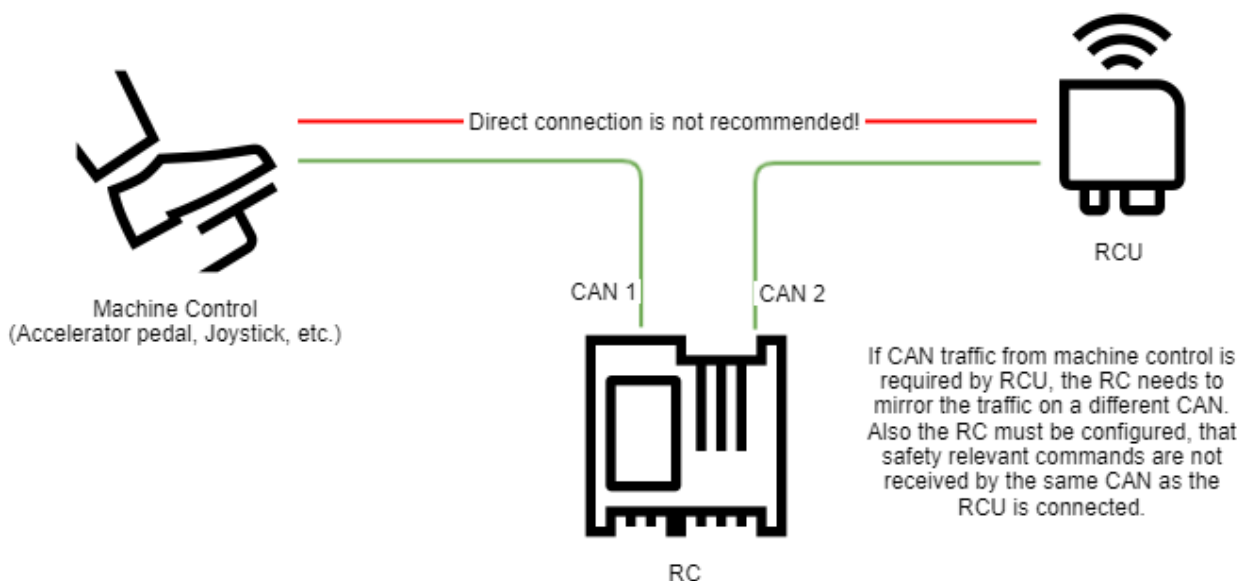 Direct connection is not recommended!
RCU
CAN 1
CAN 2
Machine Control
(Accelerator pedal, Joystick, etc.)
If CAN traffic from machine control is
required by RCU, the RC needs to
mirror the traffic on a different CAN.
Also the RC must be configured, that
safety relevant commands are not
received by the same CAN as the
RCU is connected.
RC